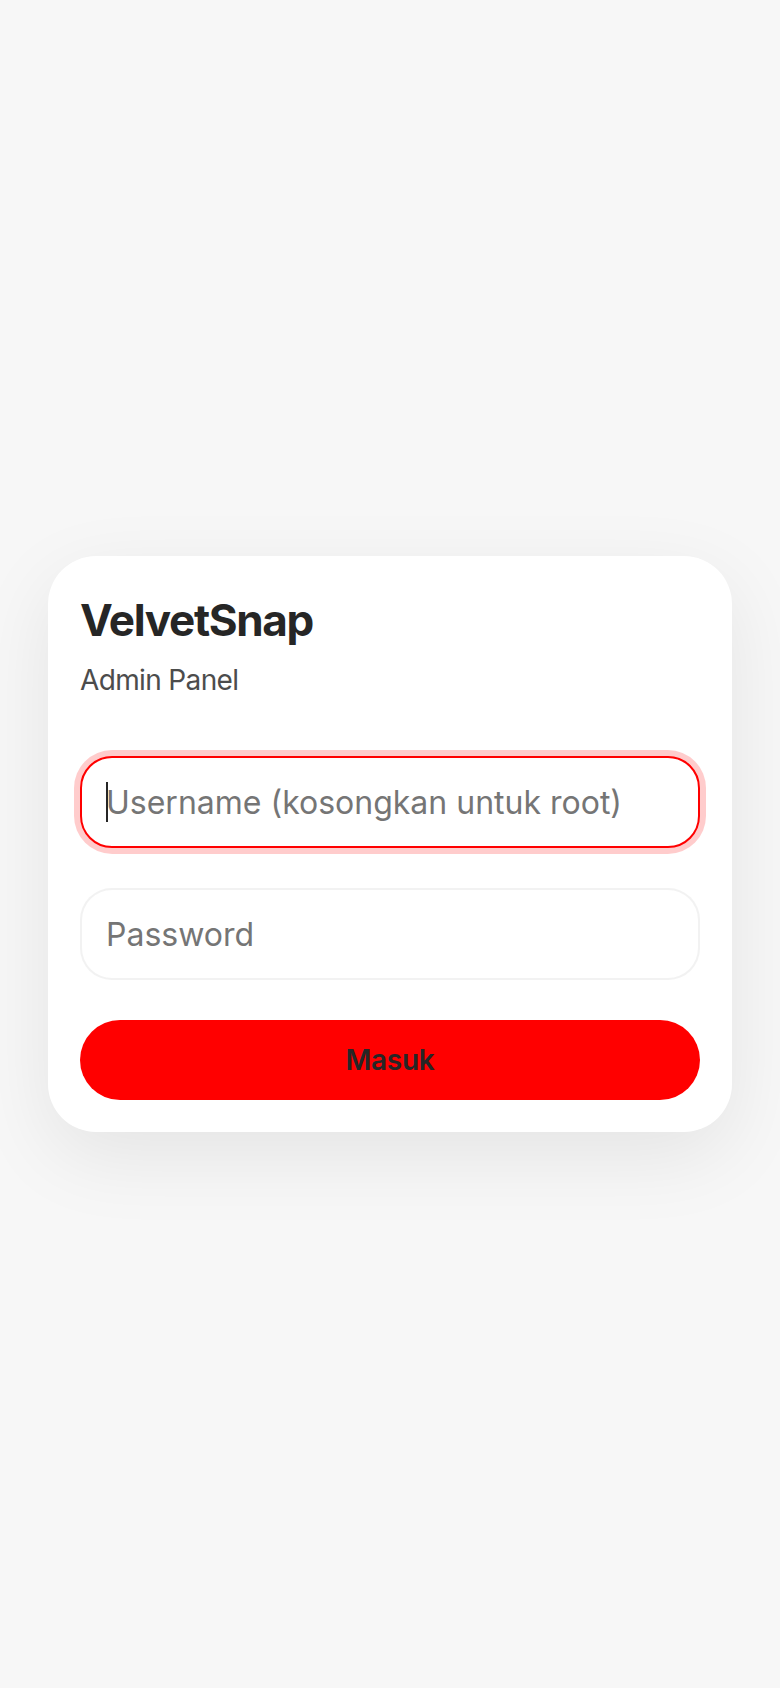 VelvetSnap
Admin Panel
Username (kosongkan untuk root)
Password
Masuk